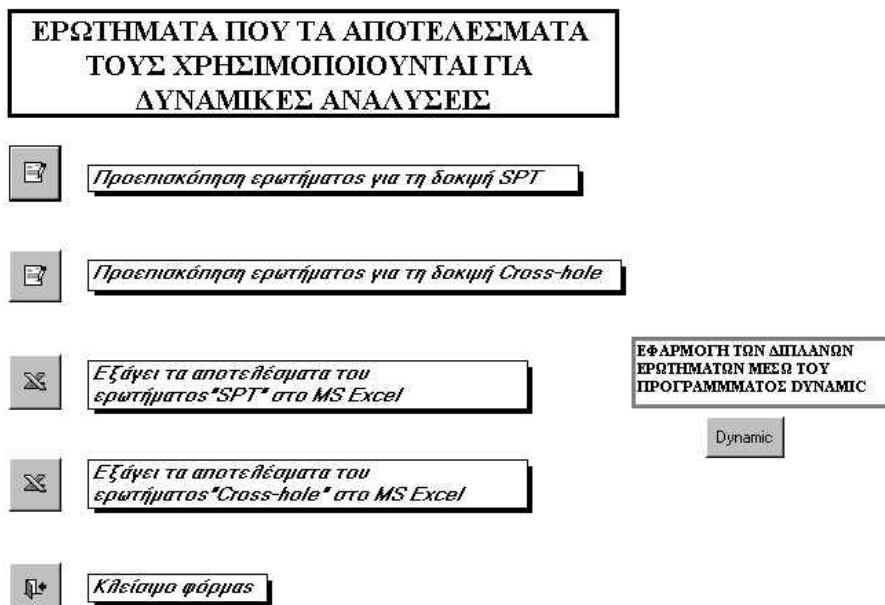 ΕΡΩΤΗΜΑΤΑ ΠΟΥ ΤΑ ΑΠΟΤΕΛΕΣΜΑΤΑ
ΤΟΥΣ ΧΡΗΣΙΜΟΠΟΙΟΥΝΤΑΙ ΓΙΑ
ΔΥΝΑΜΙΚΕΣ ΑΝΑΛΥΣΕΙΣ
Προεπισκόπηση ερωτήματος για τη δοκιμή SPT
Προεπισκόπηση ερωτήματος για τη δοκιμή Cross-hole
Εξάγει τα αποτελέσματα του
ερωτήματος"SPT" στο MS Excel
ΕΦΑΡΜΟΓΗ ΤΩΝ ΔΙΠΛΑΝΩΝ
ΕΡΩΤΗΜΑΤΩΝ ΜΕΣΩ ΤΟΥ
ΠΡΟΓΡΑΜΜΜΑΤΟΣ DYNAMIC
Dynamic
Εξάγει τα αποτελέσματα του
ερωτήματος"Cross-hole" στο MS Excel
Κλείσιμο φόρμας